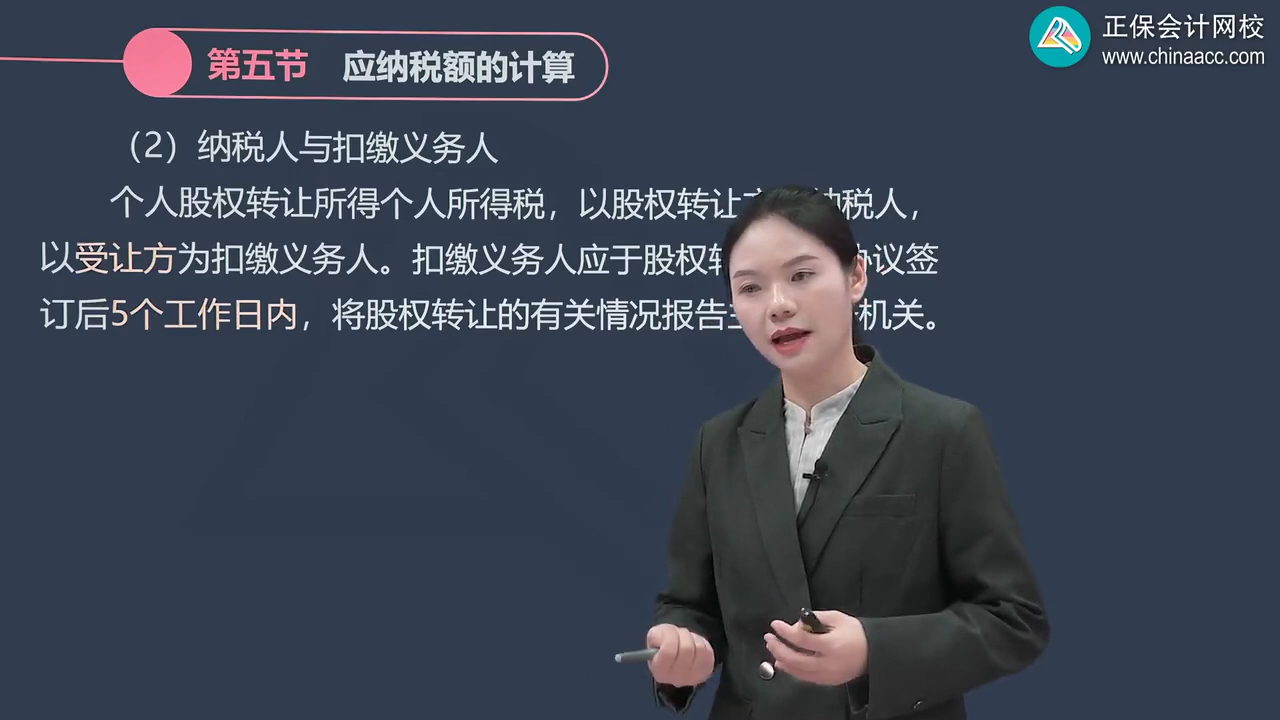 第五节 应纳税额的计算
正保会计网校
www.chinaacc.com
（2）纳税人与扣缴义务人
个人股权转让所得个人所得税，以股权转让 纳税人，
以受让方为扣缴义务人。扣缴义务人应于股权 协议签
订后5个工作日内，将股权转让的有关情况报告 机关。